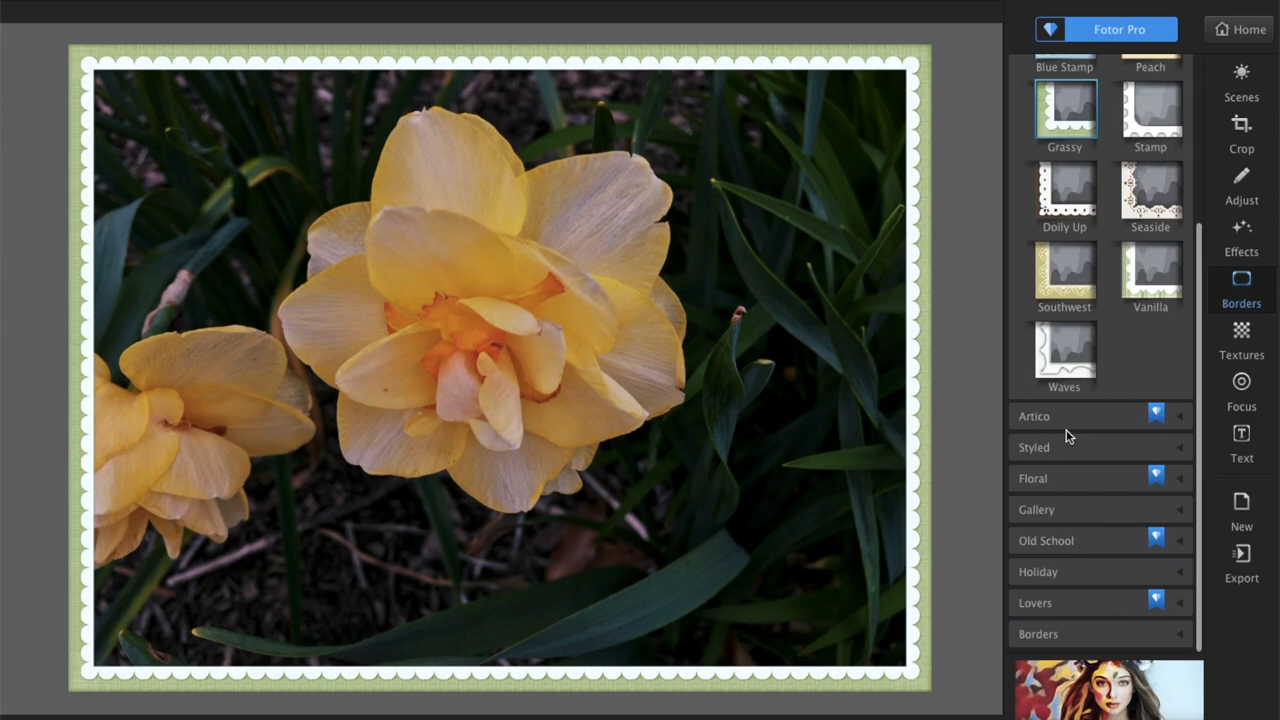 Fotor Pro
Home
Blue Stamp
Peach
Scenes
Grassy
Stamp
Crop
Doily Up
Seaside
Adjust
Effects
Southwest
Vanilla
Borders
Textures
Waves
Artico
Focus
Styled
Text
Floral
Gallery
New
Old School
Holiday
Export
Lovers
Borders